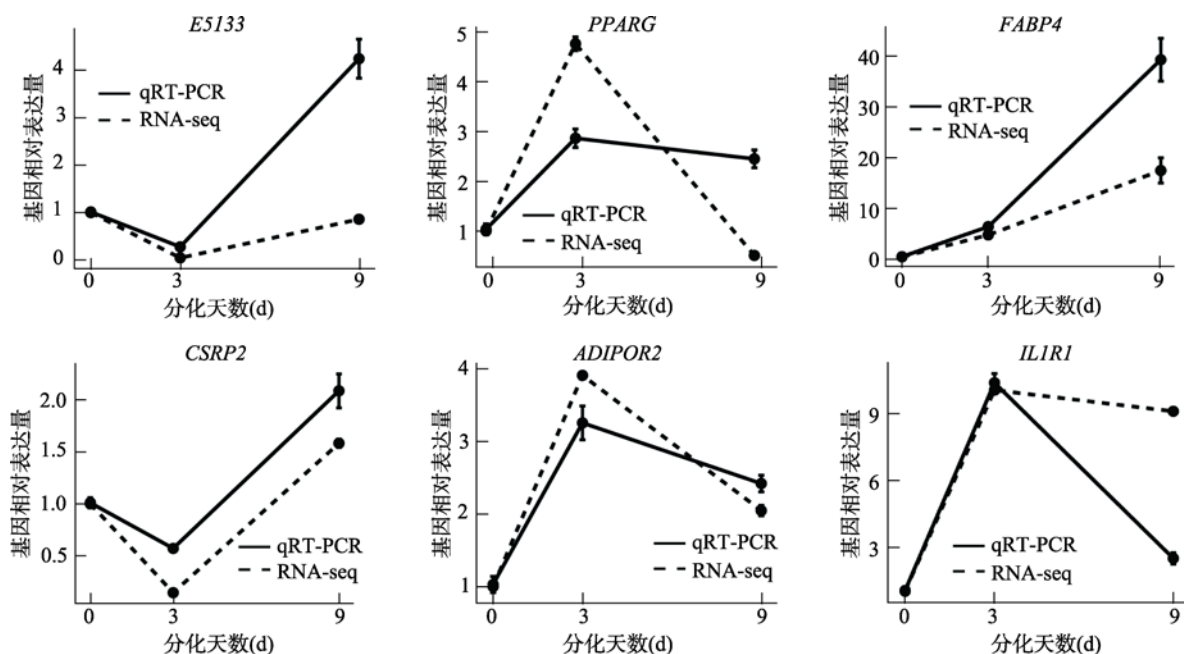 E5133
基因相对表达量
4
3
2
1
0
qRT-PCR
RNA-seq
0 3 9
分化天数(d)
PPARG
基因相对表达量
5
4
3
2
1
qRT-PCR
RNA-seq
0 3 9
分化天数(d)
FABP4
基因相对表达量
40
30
20
10
0
qRT-PCR
RNA-seq
0 3 9
分化天数(d)
CSRP2
基因相对表达量
2.0
1.5
1.0
0.5
qRT-PCR
RNA-seq
0 3 9
分化天数(d)
ADIPOR2
基因相对表达量
4
3
2
1
qRT-PCR
RNA-seq
0 3 9
分化天数(d)
IL1R1
基因相对表达量
9
6
3
qRT-PCR
RNA-seq
0 3 9
分化天数(d)